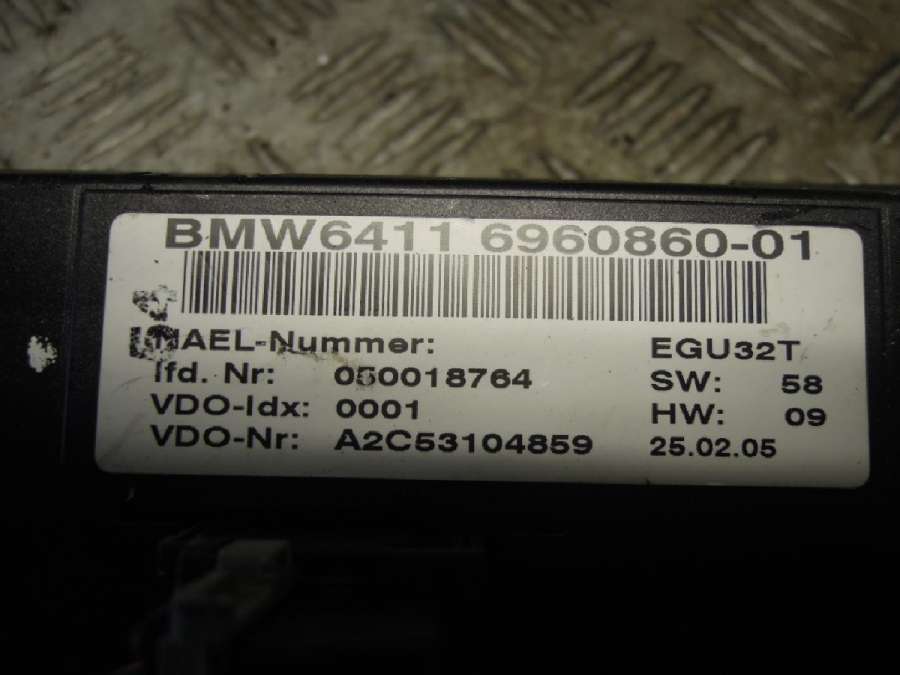 BMW6411 6960860-01
MAEL-Nummer: EGU32T
lfd. Nr: 050018764 SW: 58
VDO-Idx: 0001 HW: 09
VDO-Nr: A2C53104859 25.02.05